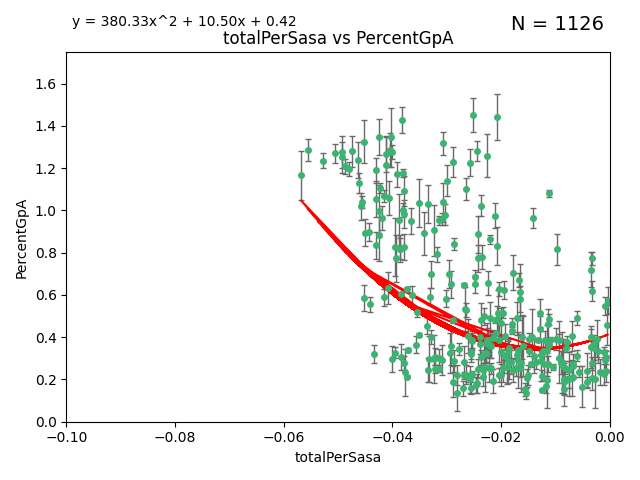 y = 380.33x^2 + 10.50x + 0.42
N = 1126
totalPerSasa vs PercentGpA
PercentGpA
1.6
1.4
1.2
1.0
0.8
0.6
0.4
0.2
0.0
−0.10 −0.08 −0.06 −0.04 −0.02 0.00
totalPerSasa